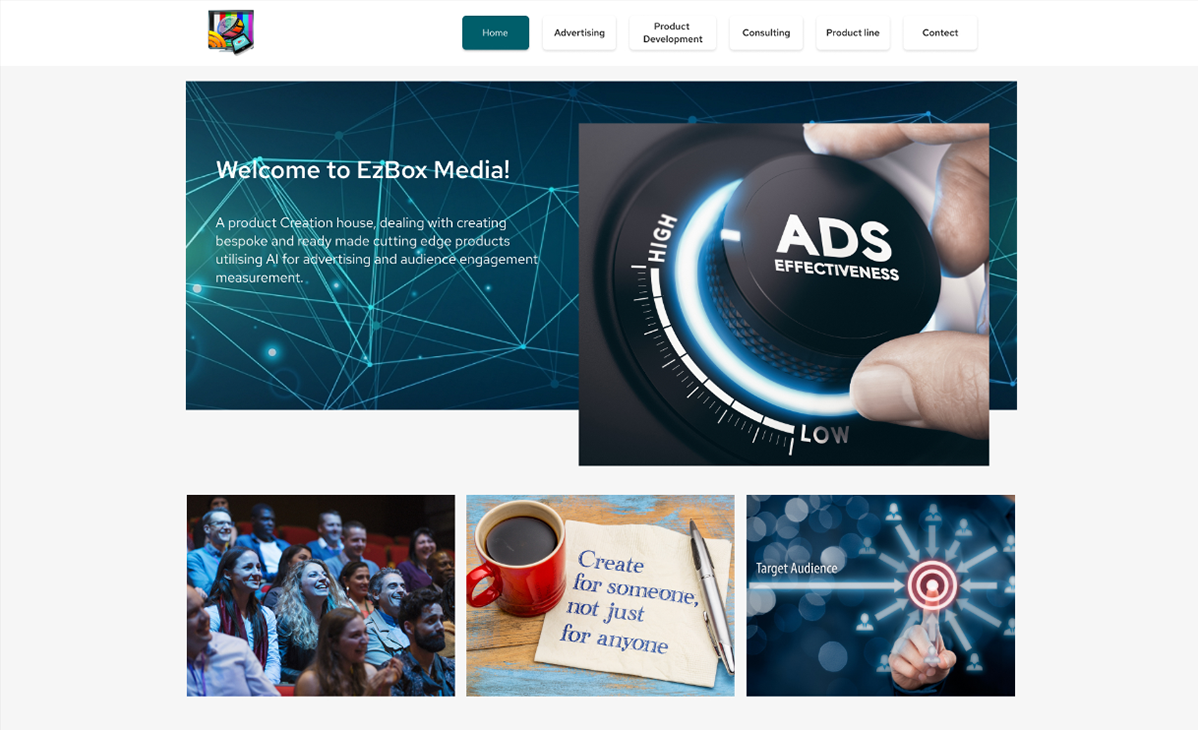 Home
Advertising
Product
Development
Consulting
Product line
Contect
Welcome to EzBox Media!
A product Creation house, dealing with creating
bespoke and ready made cutting edge products
utilising AI for advertising and audience engagement
measurement.
HIGH
ADS
EFFECTIVENESS
LOW
Create
for someone,
not just
for anyone
Target Audience